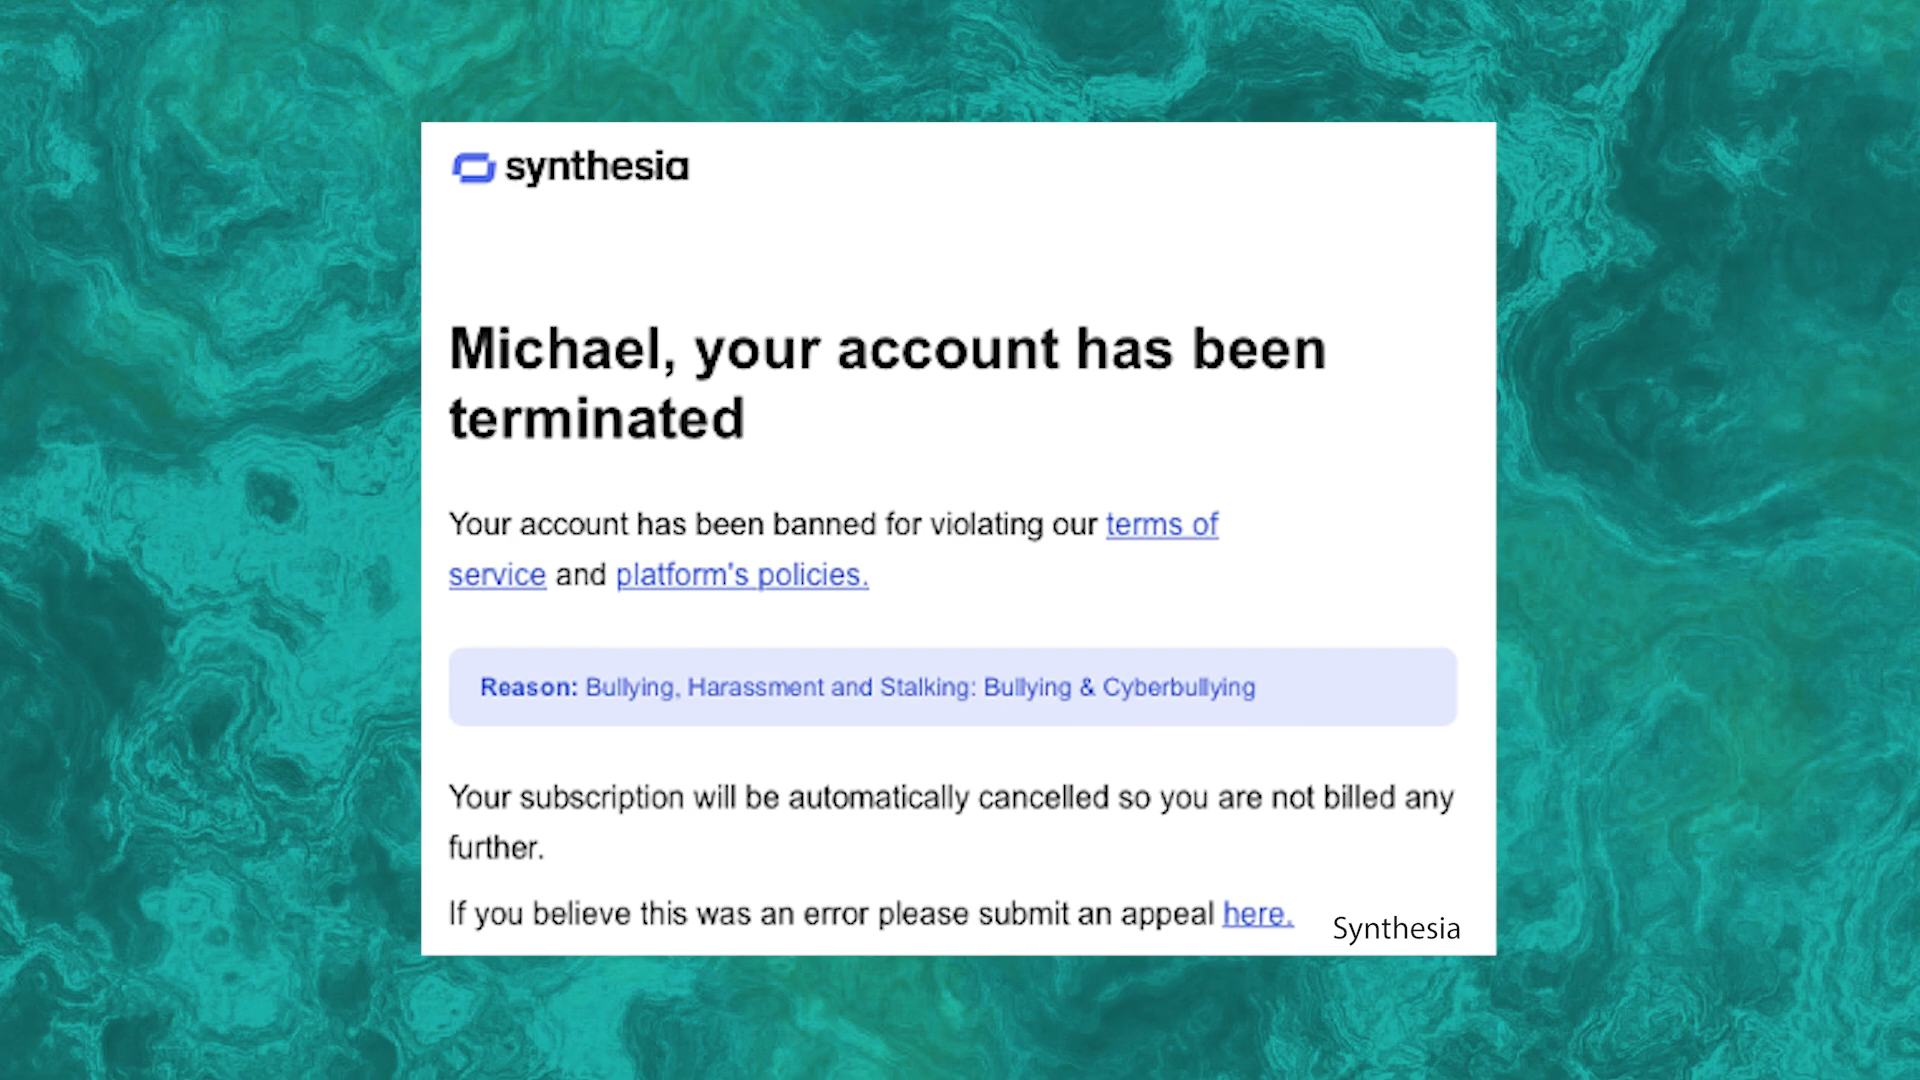 synthesia
Michael, your account has been
terminated
Your account has been banned for violating our terms of
service and platform's policies.
Reason: Bullying, Harassment and Stalking: Bullying & Cyberbullying
Your subscription will be automatically cancelled so you are not billed any
further.
If you believe this was an error please submit an appeal here.
Synthesia